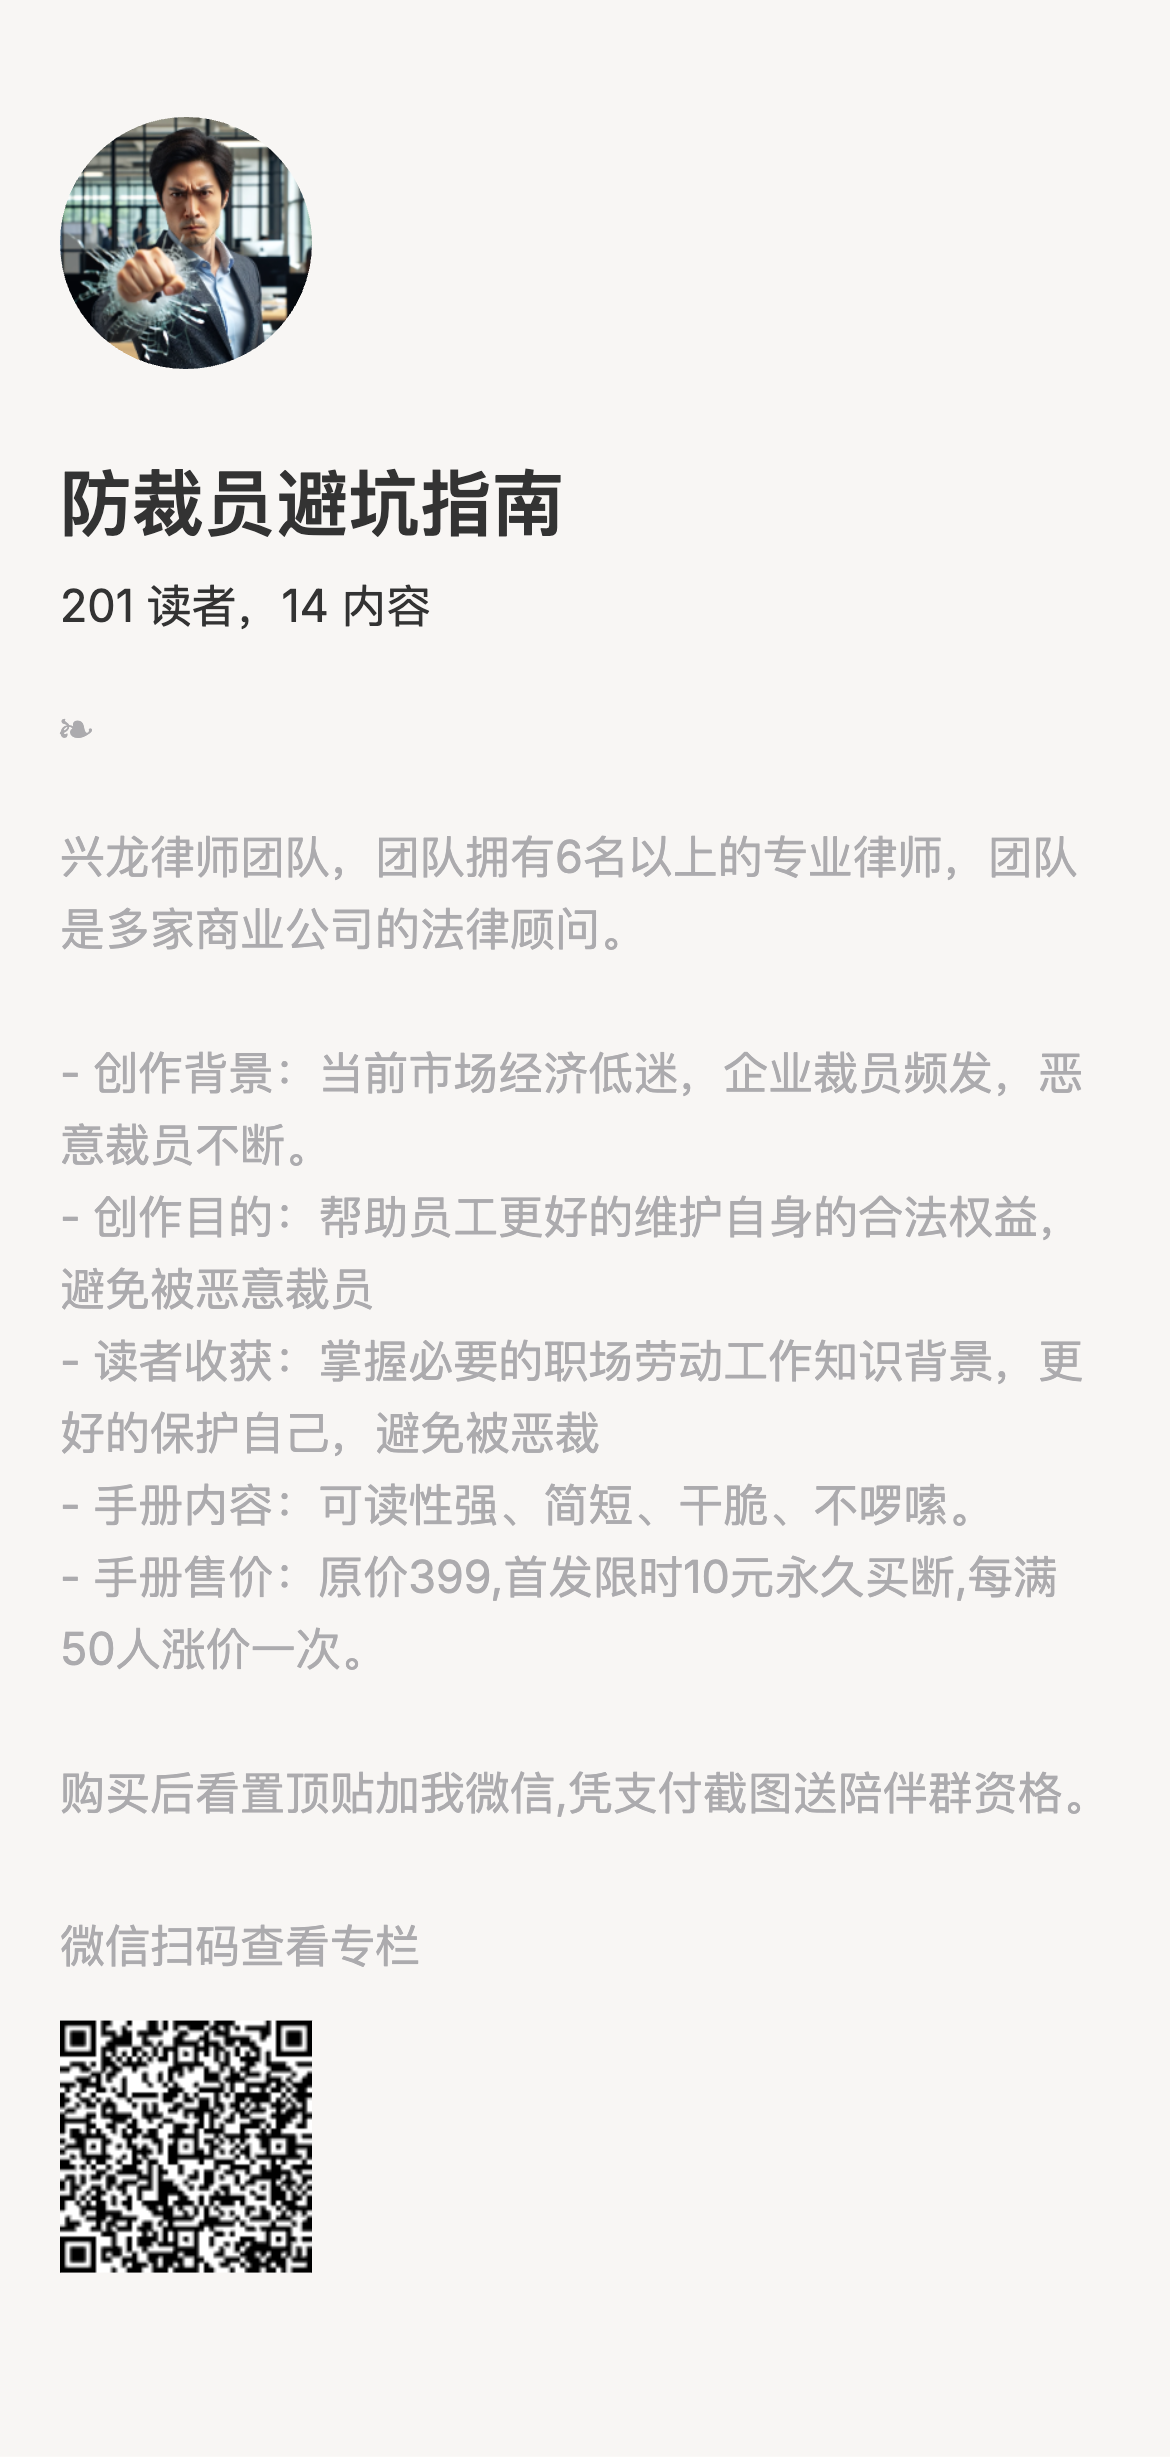 防裁员避坑指南
201 读者，14 内容
❧
兴龙律师团队，团队拥有6名以上的专业律师，团队
是多家商业公司的法律顾问。
- 创作背景：当前市场经济低迷，企业裁员频发，恶
意裁员不断。
- 创作目的：帮助员工更好的维护自身的合法权益，
避免被恶意裁员
- 读者收获：掌握必要的职场劳动工作知识背景，更
好的保护自己，避免被恶裁
- 手册内容：可读性强、简短、干脆、不啰嗦。
- 手册售价：原价399,首发限时10元永久买断,每满
50人涨价一次。
购买后看置顶贴加我微信,凭支付截图送陪伴群资格。
微信扫码查看专栏